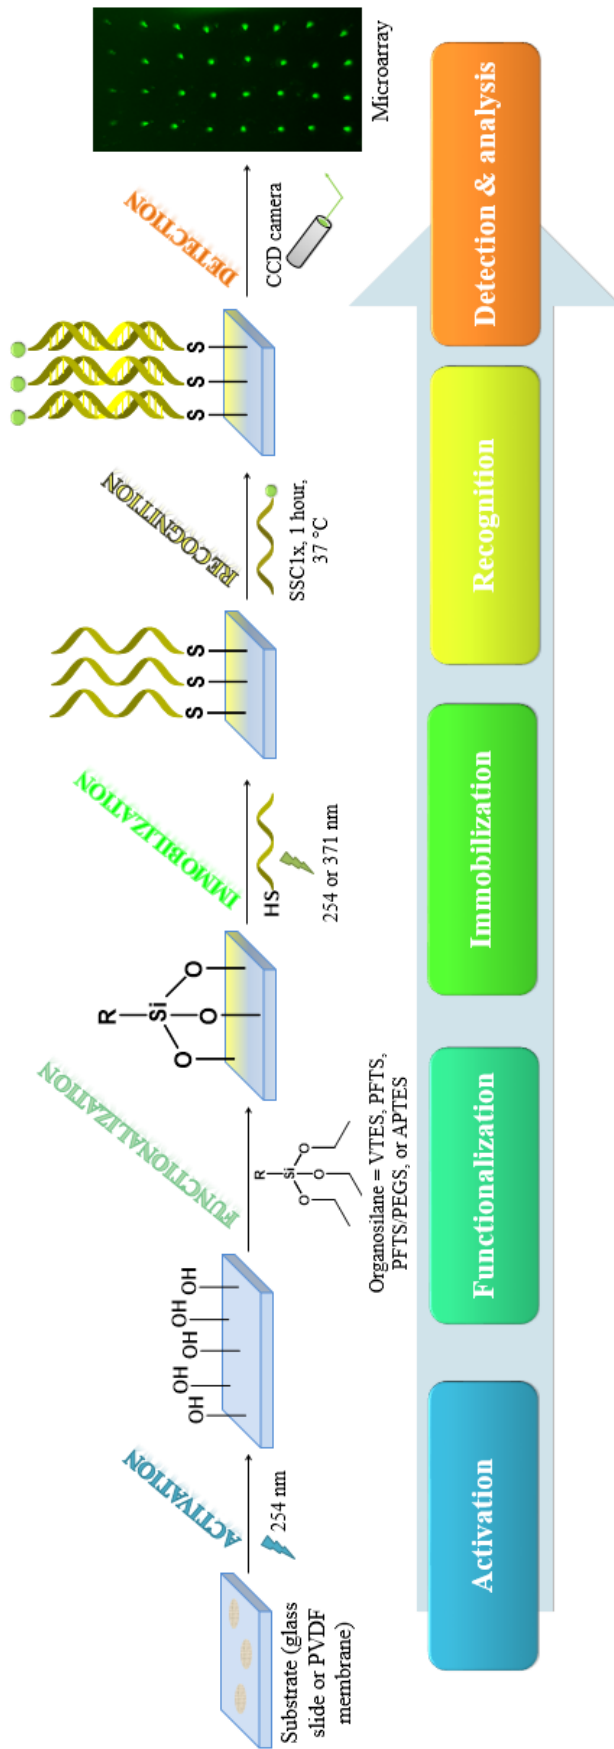 ACTIVATION
FUNCTIONALIZATION
IMMOBILIZATION
RECOGNITION
DETECTION
Substrate (glass
slide or PVDF
membrane)
254 nm
OH
OH
OH
OH
OH
R
Si
O
O
O
Organosilane = VTES, PFTS,
PFTS/PEGS, or APTES
R
Si
O
O
O
HS
254 or 371 nm
S
S
S
SSC1x, 1 hour,
37 °C
S
S
S
CCD camera
Microarray
Activation
Functionalization
Immobilization
Recognition
Detection & analysis